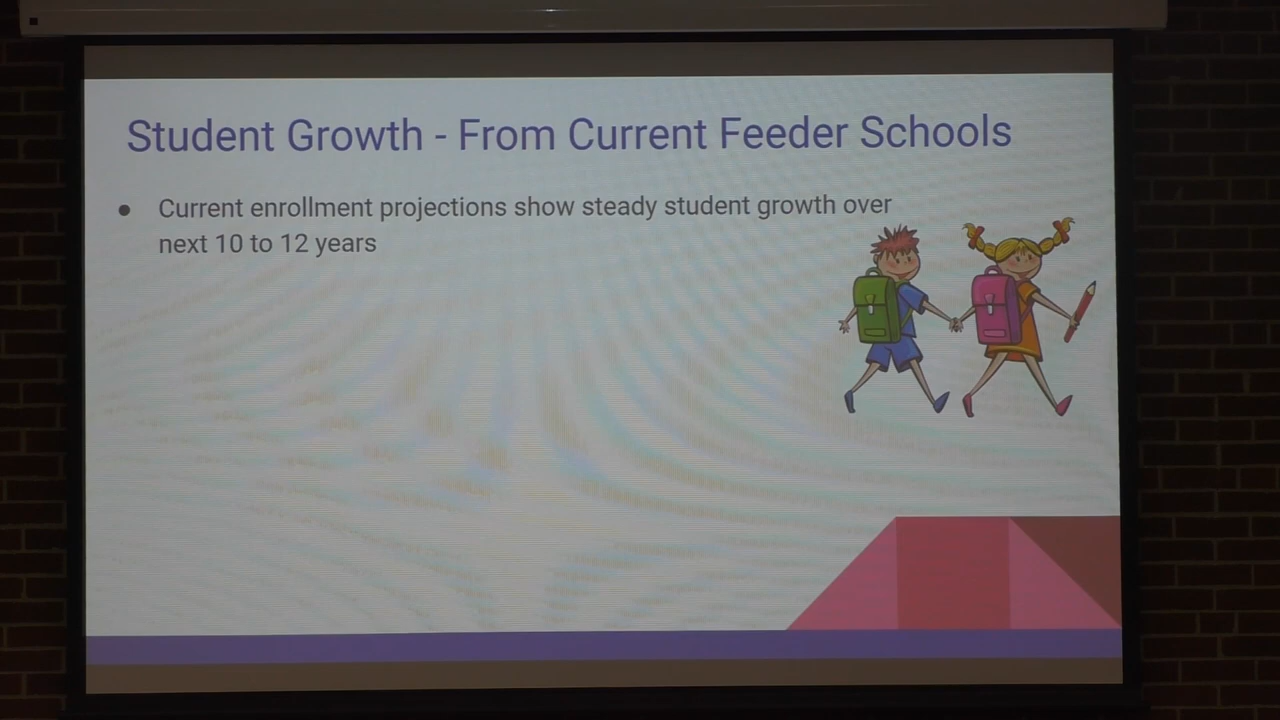 Student Growth - From Current Feeder Schools
● Current enrollment projections show steady student growth over
next 10 to 12 years